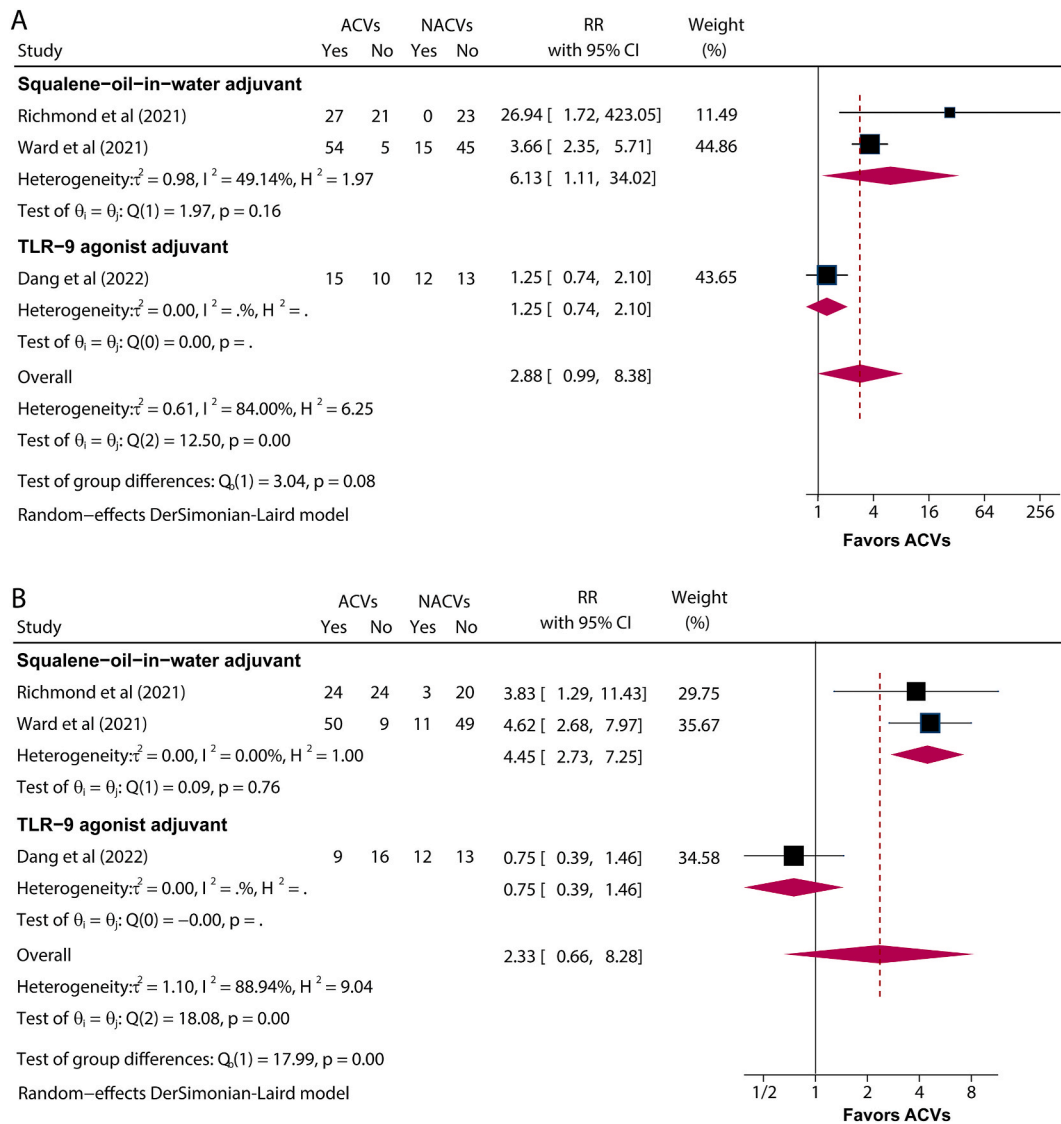 A
ACVs NACVs RR Weight
Study Yes No Yes No with 95% CI (%)
Squalene−oil−in−water adjuvant
Richmond et al (2021) 27 21 0 23 26.94 [ 1.72, 423.05] 11.49
Ward et al (2021) 54 5 15 45 3.66 [ 2.35, 5.71] 44.86
Heterogeneity:τ² = 0.98, I² = 49.14%, H² = 1.97 6.13 [ 1.11, 34.02]
Test of θi = θj: Q(1) = 1.97, p = 0.16
TLR−9 agonist adjuvant
Dang et al (2022) 15 10 12 13 1.25 [ 0.74, 2.10] 43.65
Heterogeneity:τ² = 0.00, I² = .%, H² = . 1.25 [ 0.74, 2.10]
Test of θi = θj: Q(0) = 0.00, p = .
Overall 2.88 [ 0.99, 8.38]
Heterogeneity:τ² = 0.61, I² = 84.00%, H² = 6.25
Test of θi = θj: Q(2) = 12.50, p = 0.00
Test of group differences: Qb(1) = 3.04, p = 0.08
Random−effects DerSimonian-Laird model
1 4 16 64 256
Favors ACVs
B
ACVs NACVs RR Weight
Study Yes No Yes No with 95% CI (%)
Squalene−oil−in−water adjuvant
Richmond et al (2021) 24 24 3 20 3.83 [ 1.29, 11.43] 29.75
Ward et al (2021) 50 9 11 49 4.62 [ 2.68, 7.97] 35.67
Heterogeneity:τ² = 0.00, I² = 0.00%, H² = 1.00 4.45 [ 2.73, 7.25]
Test of θi = θj: Q(1) = 0.09, p = 0.76
TLR−9 agonist adjuvant
Dang et al (2022) 9 16 12 13 0.75 [ 0.39, 1.46] 34.58
Heterogeneity:τ² = 0.00, I² = .%, H² = . 0.75 [ 0.39, 1.46]
Test of θi = θj: Q(0) = −0.00, p = .
Overall 2.33 [ 0.66, 8.28]
Heterogeneity:τ² = 1.10, I² = 88.94%, H² = 9.04
Test of θi = θj: Q(2) = 18.08, p = 0.00
Test of group differences: Qb(1) = 17.99, p = 0.00
Random−effects DerSimonian-Laird model
1/2 1 2 4 8
Favors ACVs